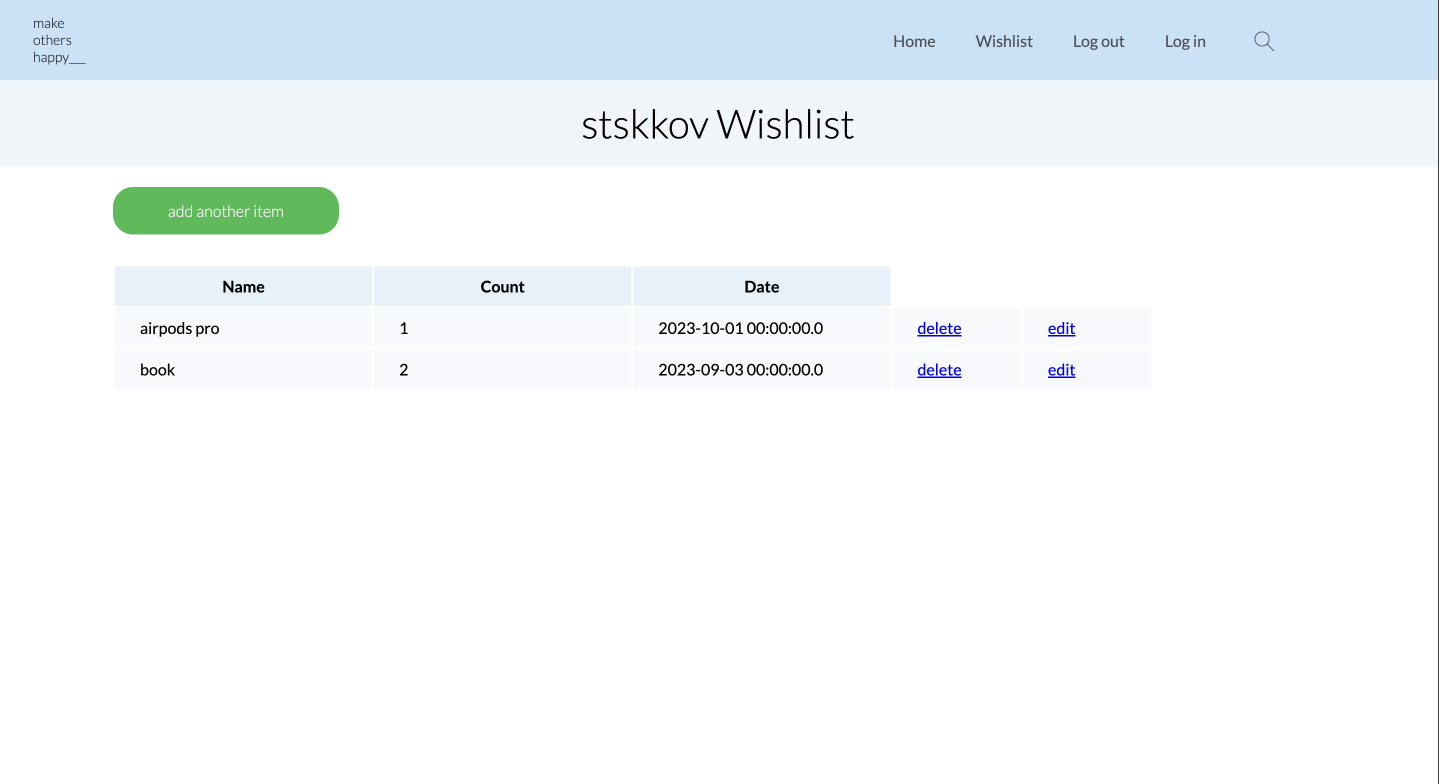 make
others
happy___
Home Wishlist Log out Log in
stskkov Wishlist
add another item
Name Count Date
airpods pro 1 2023-10-01 00:00:00.0 delete edit
book 2 2023-09-03 00:00:00.0 delete edit